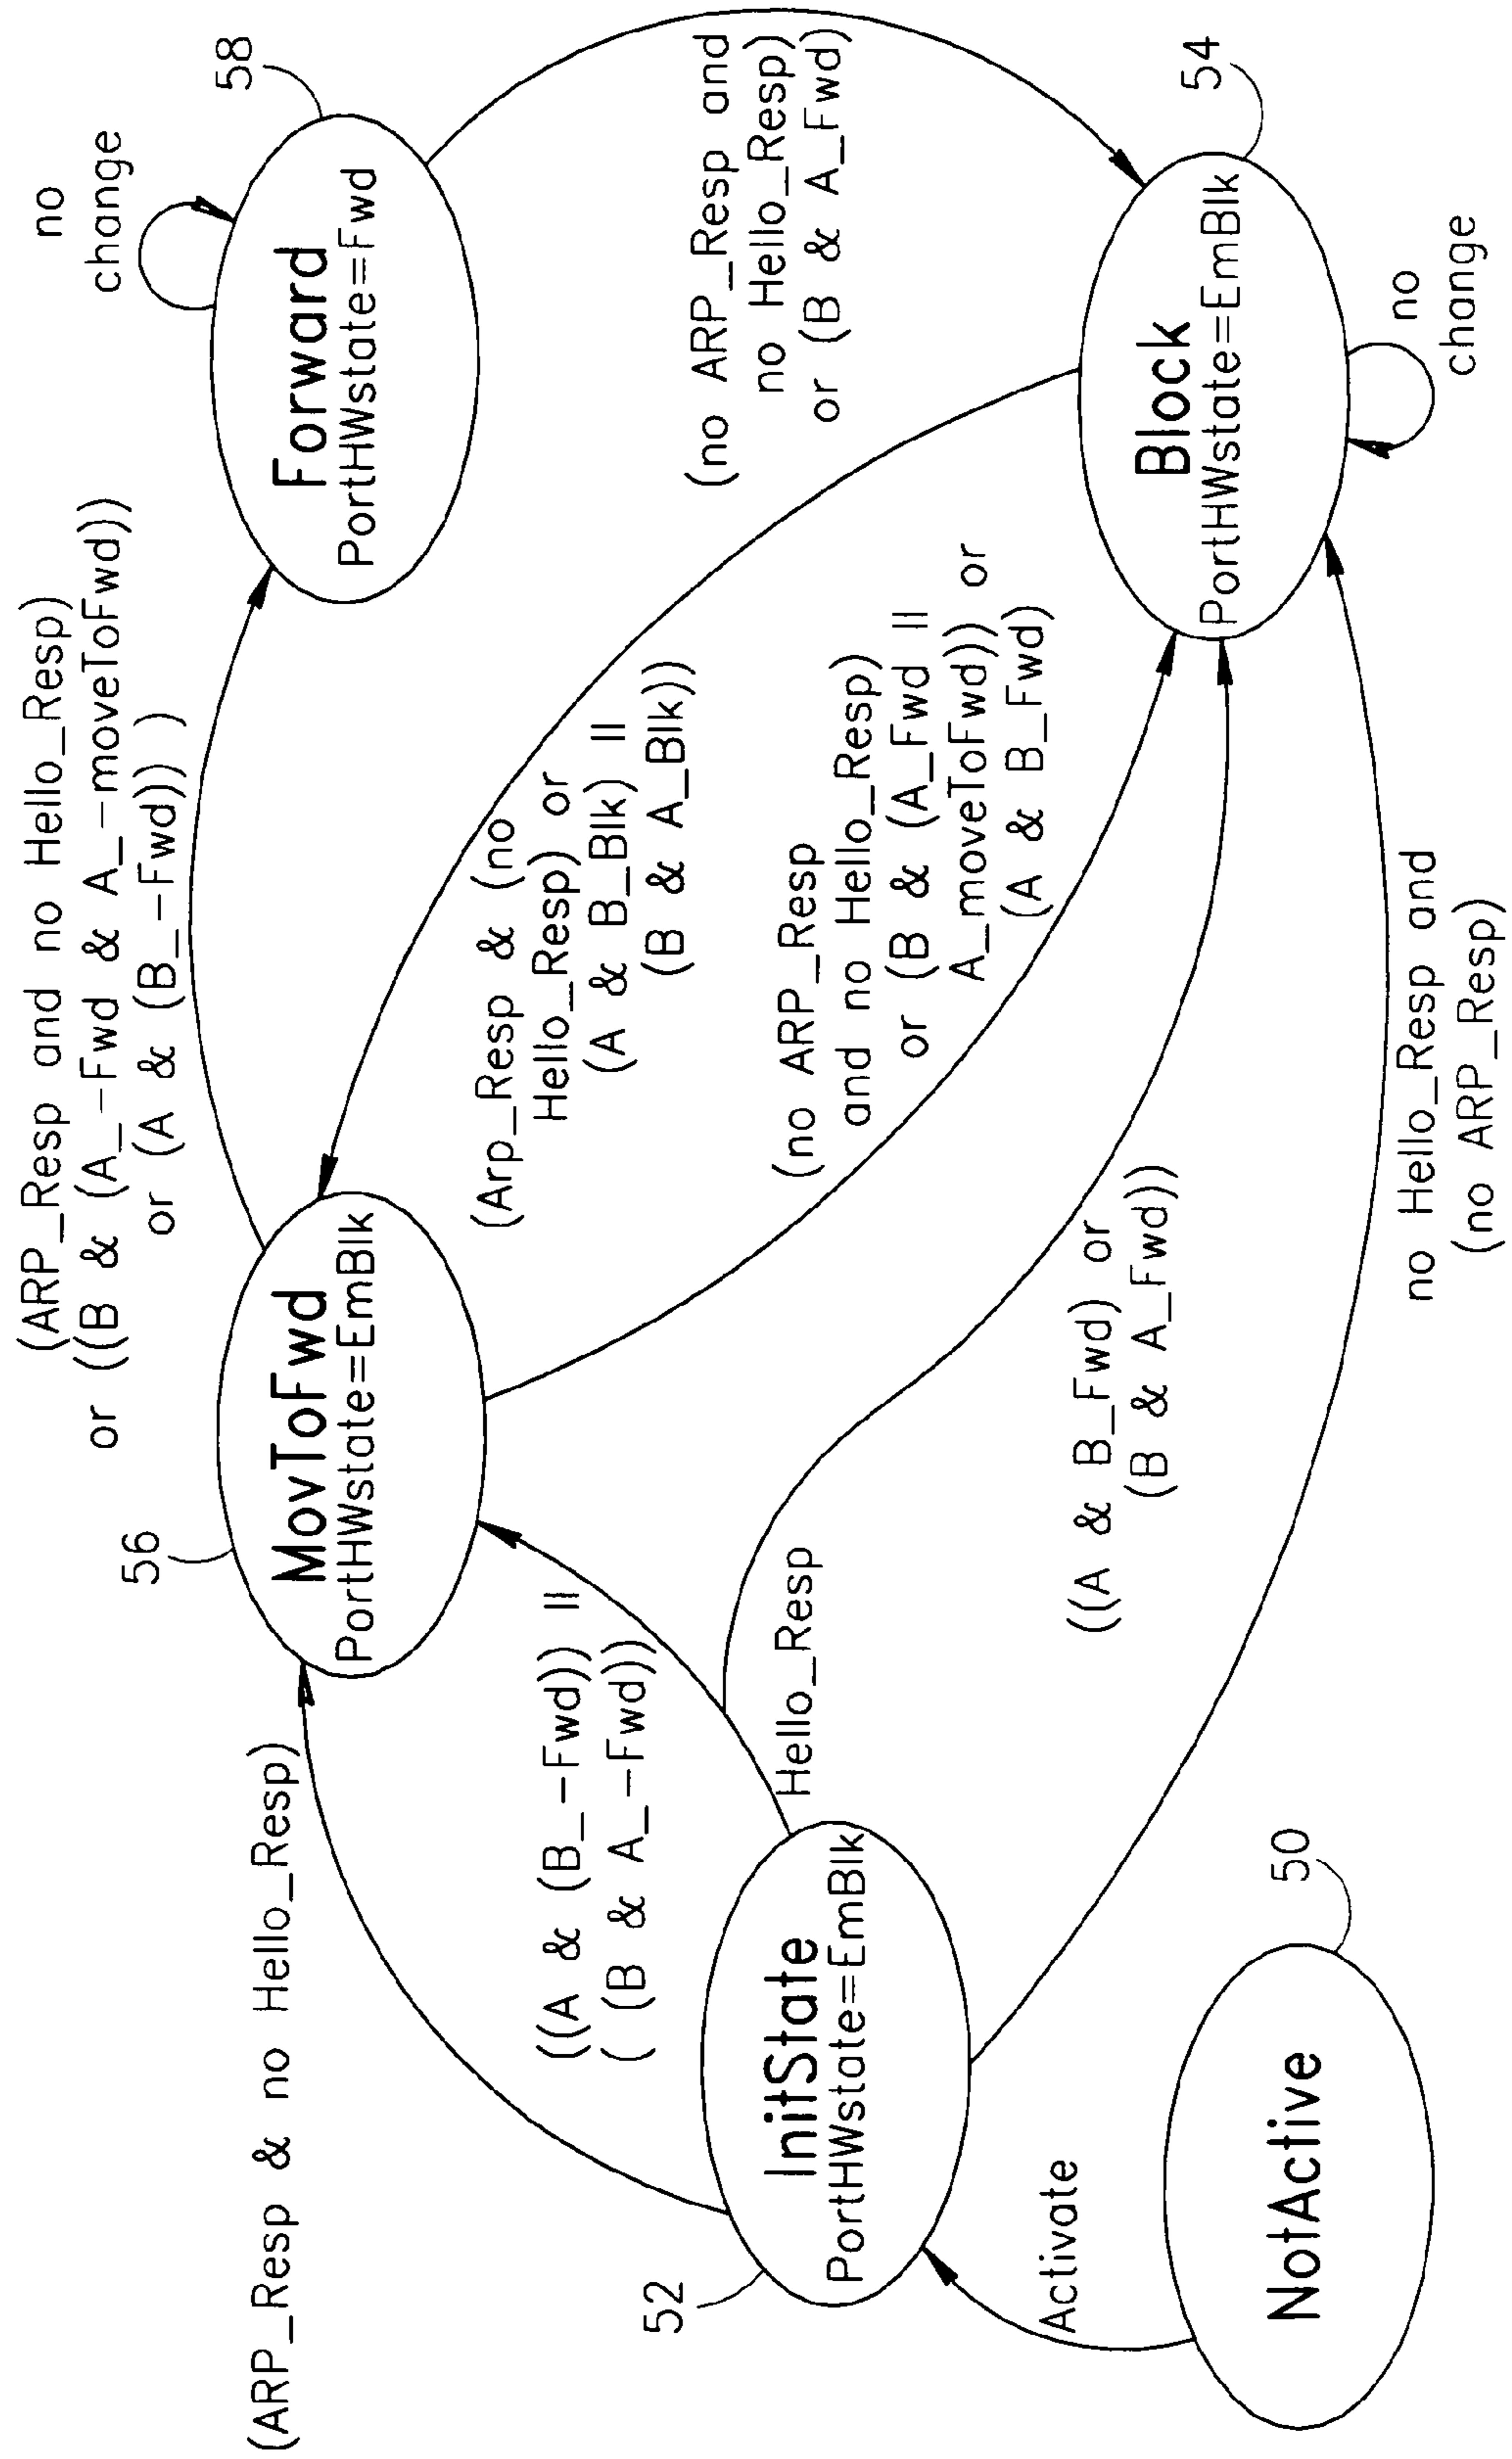 (ARP_Resp & no Hello_Resp)
(ARP_Resp and no Hello_Resp)
or ((B & (A_-Fwd & A_-moveToFwd))
or (A & (B_-Fwd)) )
no
change
58
56
MovToFwd
PortHWstate=EmBlk
Forward
PortHWstate=Fwd
((A & (B_-Fwd)) ||
( (B & A_-Fwd))
(Arp_Resp & (no
Hello_Resp) or
(A & B_Blk) ||
(B & A_Blk))
(no ARP_Resp and
no Hello_Resp)
or (B & A_Fwd)
52
InitState
PortHWstate=EmBlk
Hello_Resp
(no ARP_Resp
and no Hello_Resp)
or (B & (A_Fwd ||
A_moveToFwd)) or
(A & B_Fwd)
((A & B_Fwd) or
(B & A_Fwd))
54
Block
PortHWstate=EmBlk
Activate
50
NotActive
no Hello_Resp and
(no ARP_Resp)
no
change